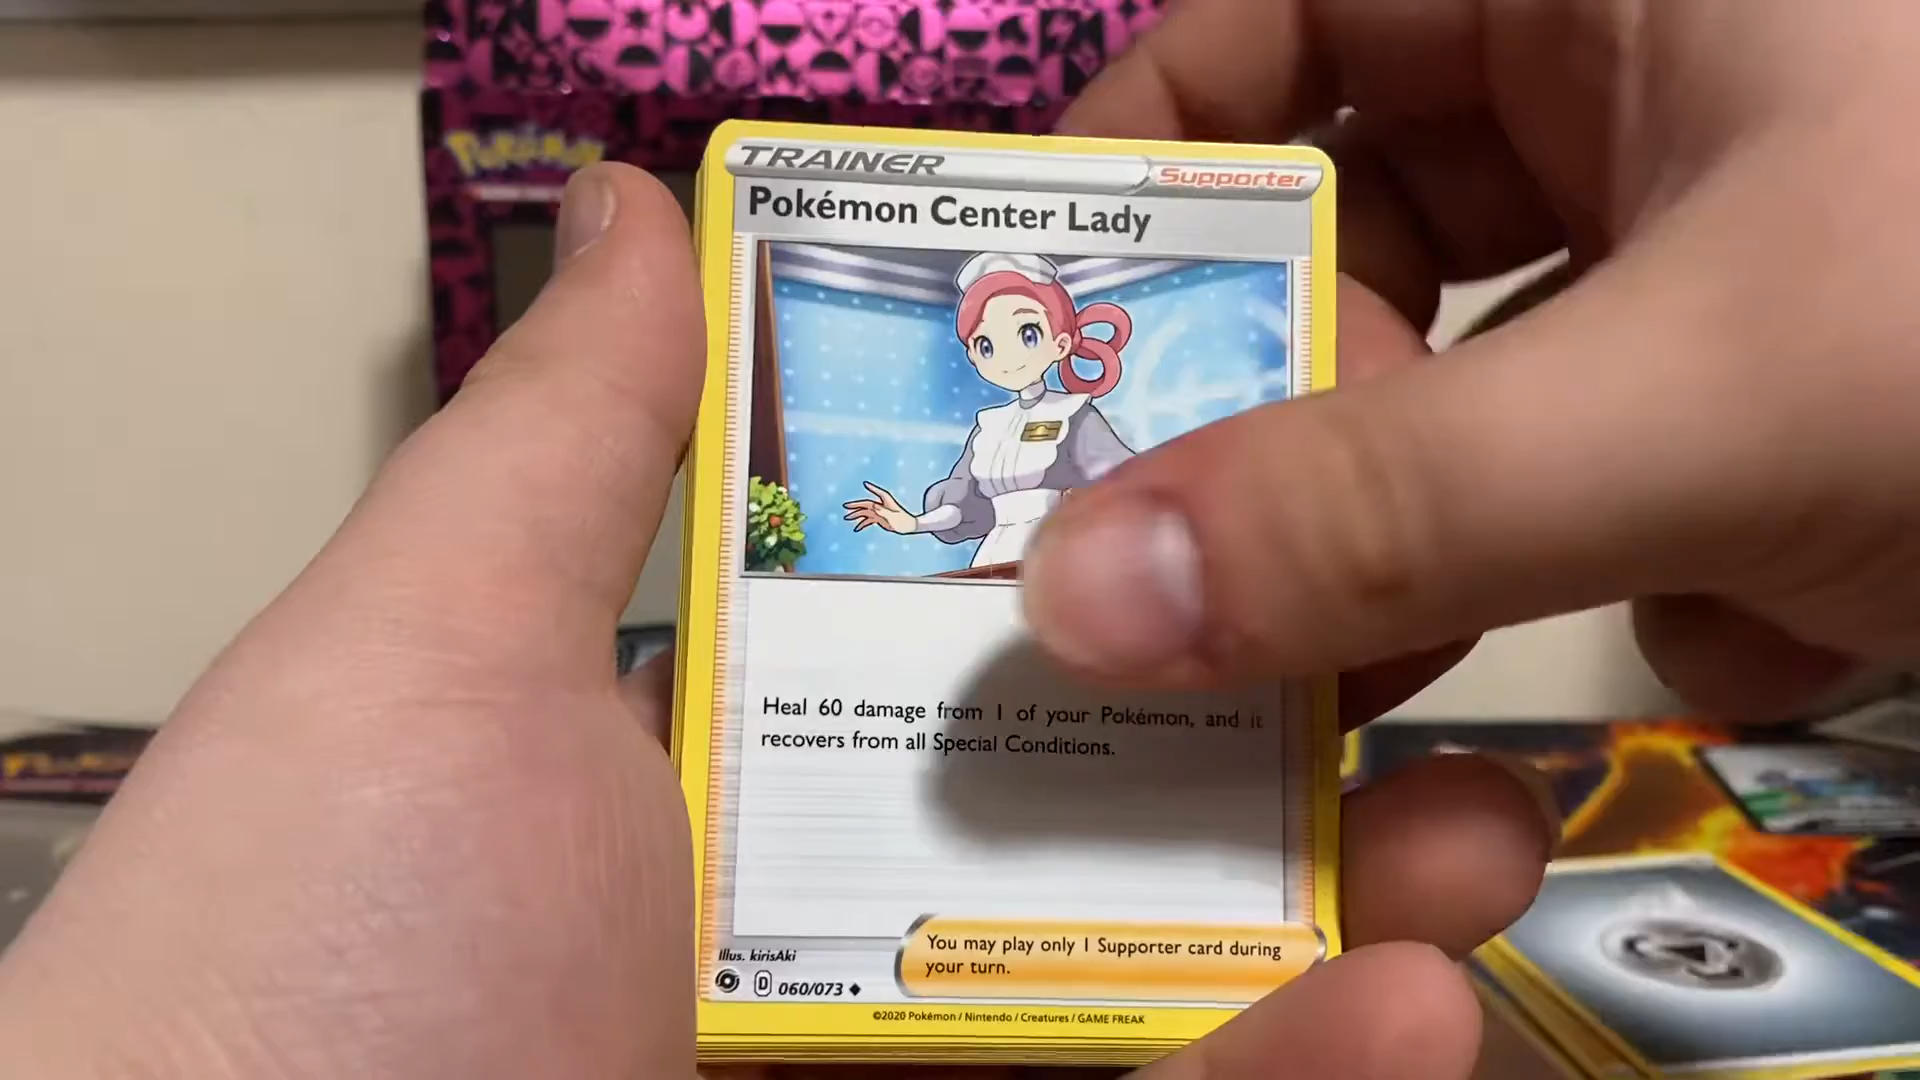 Pokémon
TRAINER
Supporter
Pokémon Center Lady
Heal 60 damage from 1 of your Pokémon, and it
recovers from all Special Conditions.
You may play only 1 Supporter card during
your turn.
Illus. kirisAki
D 060/073
©2020 Pokémon / Nintendo / Creatures / GAME FREAK